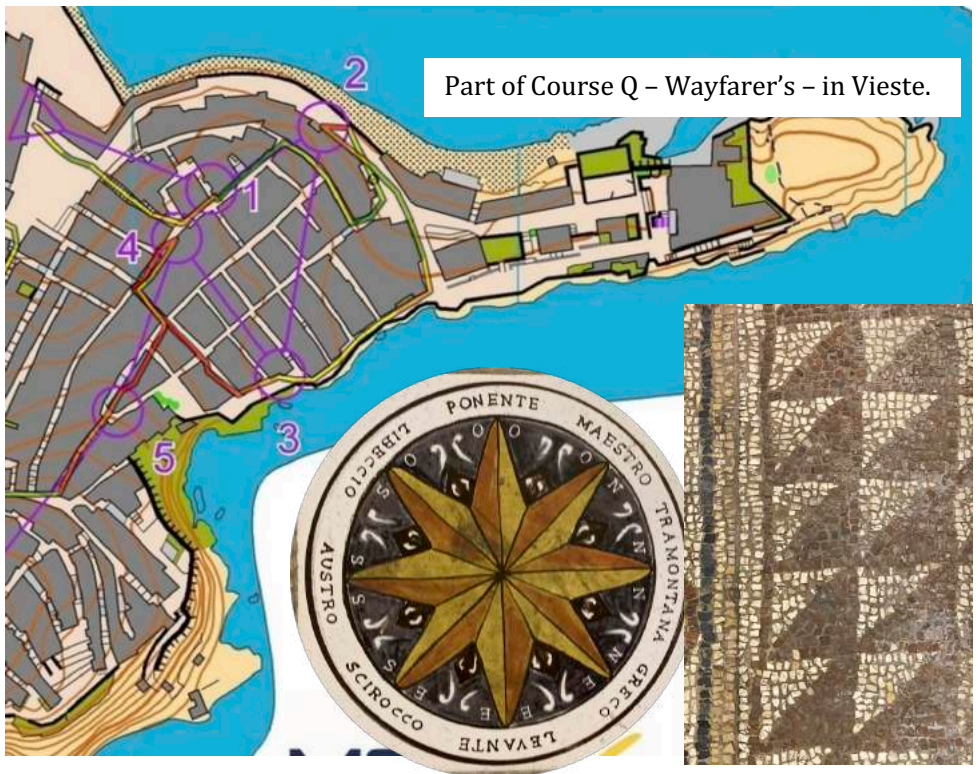 Part of Course Q – Wayfarer's – in Vieste.
2
1
4
3
5
PONENTE
MAESTRO
TRAMONTANA
GRECO
LEVANTE
SCIROCCO
AUSTRO
LIBECCIO
O O N N N N E E E S S S S